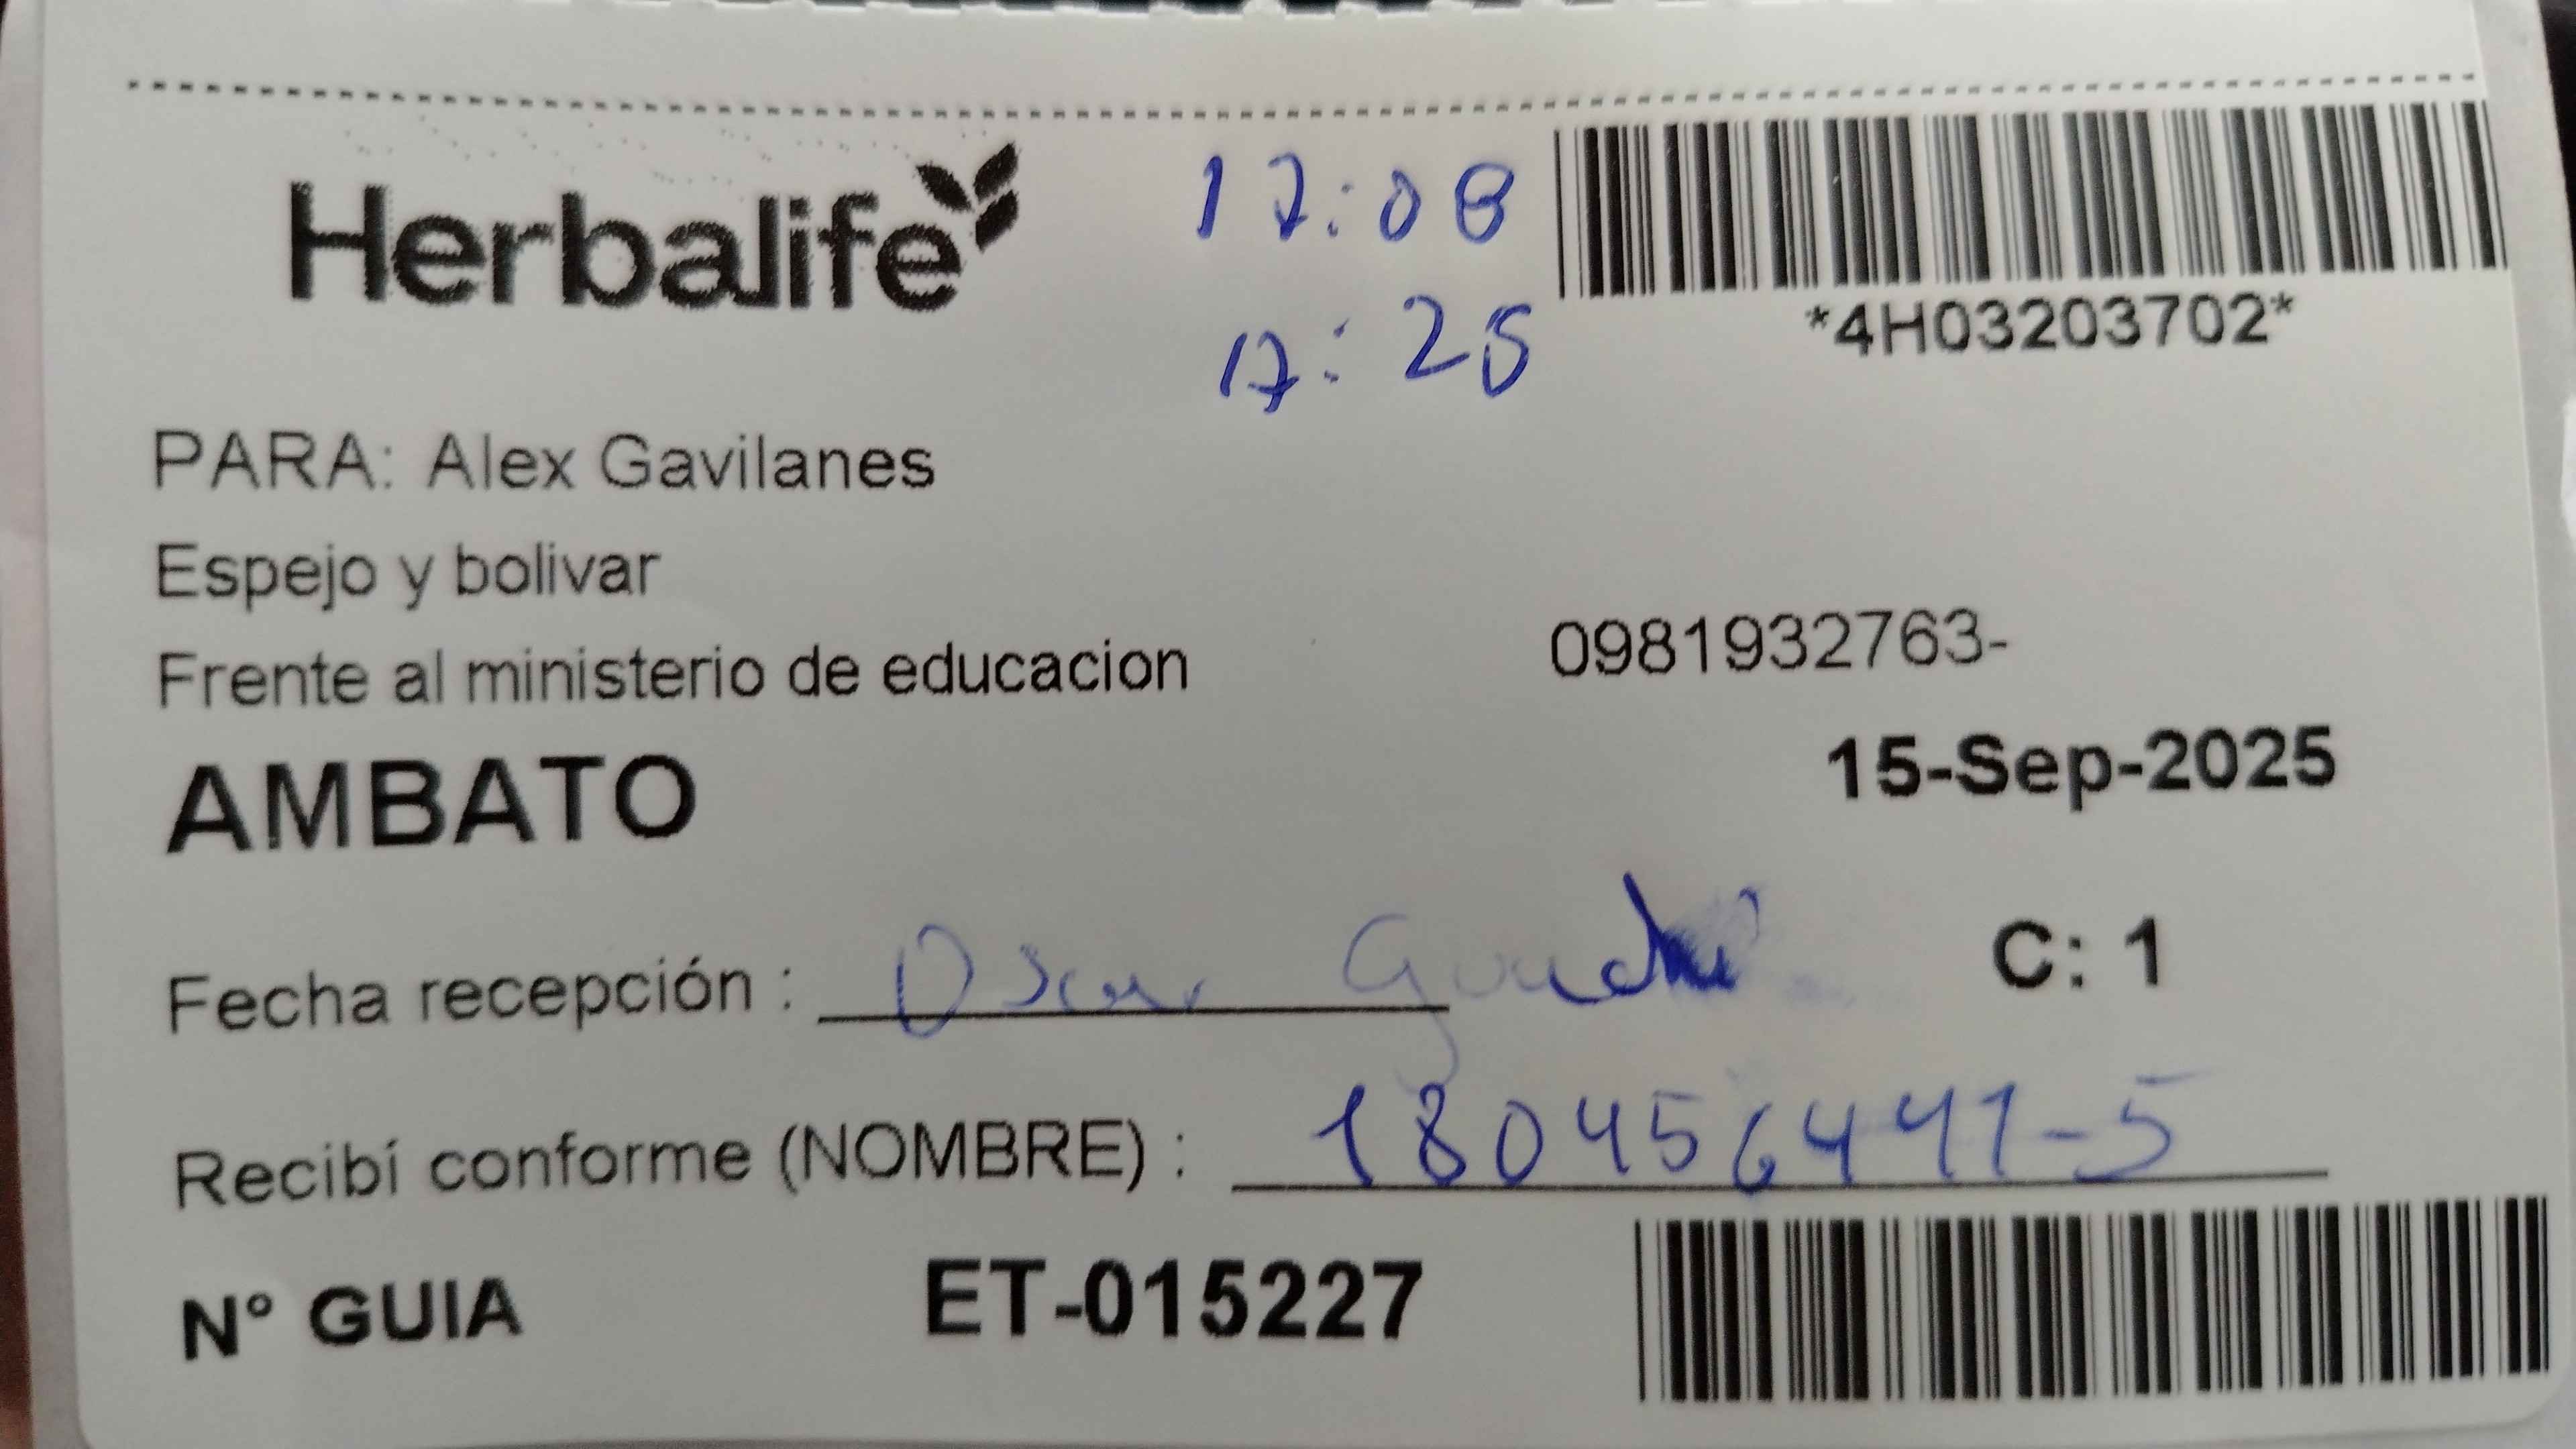 Herbalife
17:08
17:25
*4H03203702*
PARA: Alex Gavilanes
Espejo y bolivar
Frente al ministerio de educacion
0981932763-
AMBATO
15-Sep-2025
Fecha recepción : Oscar
C: 1
Recibí conforme (NOMBRE) : 180456441-5
N° GUIA ET-015227